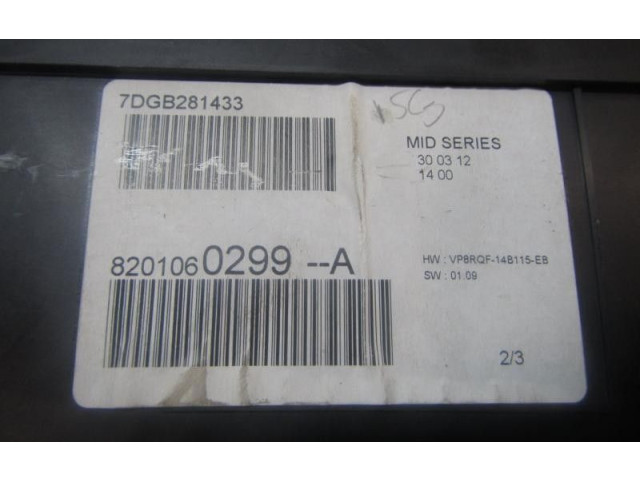 7DGB281433
MID SERIES
30 03 12
14 00
8201060299 --A
HW : VP8RQF-14B115-EB
SW : 01.09
2/3